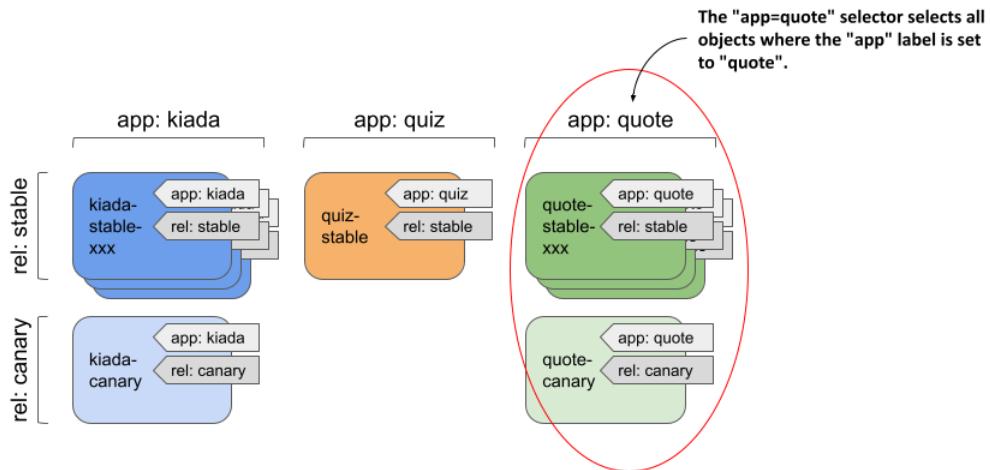 The "app=quote" selector selects all
objects where the "app" label is set
to "quote".
app: kiada
app: quiz
app: quote
rel: stable
kiada-
stable-
xxx
app: kiada
rel: stable
quiz-
stable
app: quiz
rel: stable
quote-
stable-
xxx
app: quote
rel: stable
rel: canary
kiada-
canary
app: kiada
rel: canary
quote-
canary
app: quote
rel: canary